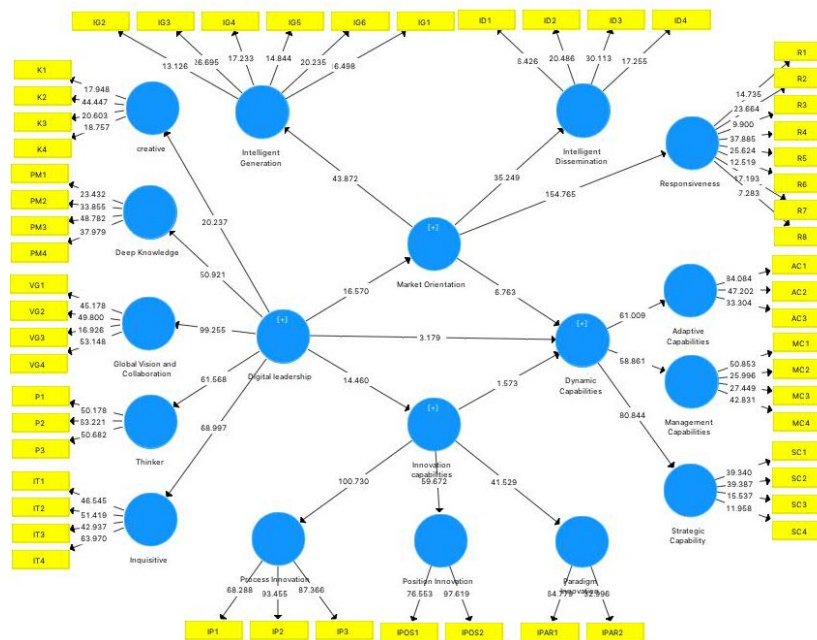 IG2 IG3 IG4 IG5 IG6 IG1 ID1 ID2 ID3 ID4
13.126 17.233 14.844 20.235 20.486 30.113 17.255
K1
K2
K3
K4
17.948
44.447
20.603
18.757
creative
Intelligent
Generation
Intelligent
Dissemination
R1
R2
R3
R4
R5
R6
R7
R8
14.735
23.664
9.900
37.885
25.624
12.519
17.193
7.283
Responsiveness
43.872
35.249
154.765
PM1
PM2
PM3
PM4
23.432
33.855
48.782
37.979
Deep Knowledge
20.237
50.921
[+]
Market Orientation
16.570
6.763
VG1
VG2
VG3
VG4
45.178
49.800
16.926
53.148
Global Vision and
Collaboration
99.255
[+]
Digital leadership
3.179
[+]
Dynamic
Capabilities
61.009
58.861
80.844
AC1
AC2
AC3
84.084
47.202
33.304
Adaptive
Capabilities
MC1
MC2
MC3
MC4
50.853
25.996
27.449
42.831
Management
Capabilities
P1
P2
P3
50.178
53.221
50.682
Thinker
61.568
68.997
14.460
1.573
[+]
Innovation
capabilities
IT1
IT2
IT3
IT4
46.545
51.419
42.937
63.970
Inquisitive
100.730
59.672
41.529
SC1
SC2
SC3
SC4
39.340
39.387
15.537
11.958
Strategic
Capability
Process Innovation
Position Innovation
Paradigm
Innovation
68.288 93.455 87.366 76.553 97.619
IP1 IP2 IP3 IPOS1 IPOS2 IPAR1 IPAR2